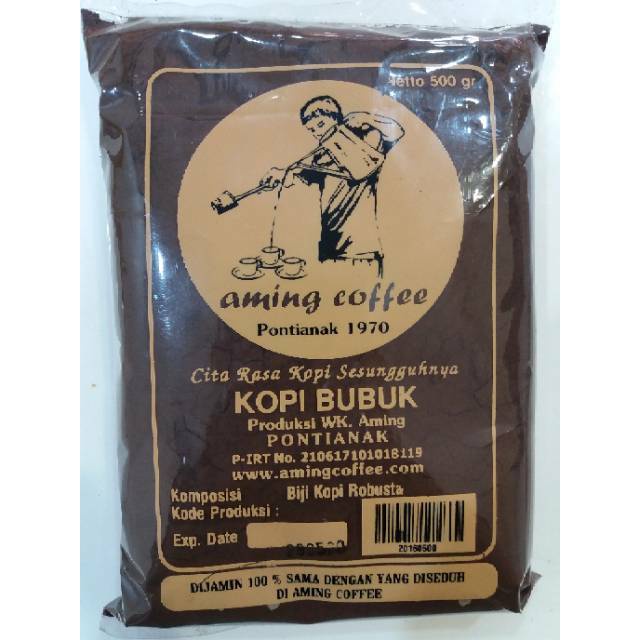 Netto 500 gr
aming coffee
Pontianak 1970
Cita Rasa Kopi Sesungguhnya
KOPI BUBUK
Produksi WK. Aming
PONTIANAK
P-IRT No. 210617101018119
www.amingcoffee.com
Komposisi Biji Kopi Robusta
Kode Produksi :
Exp. Date
20160500
DIJAMIN 100 % SAMA DENGAN YANG DISEDUH
DI AMING COFFEE